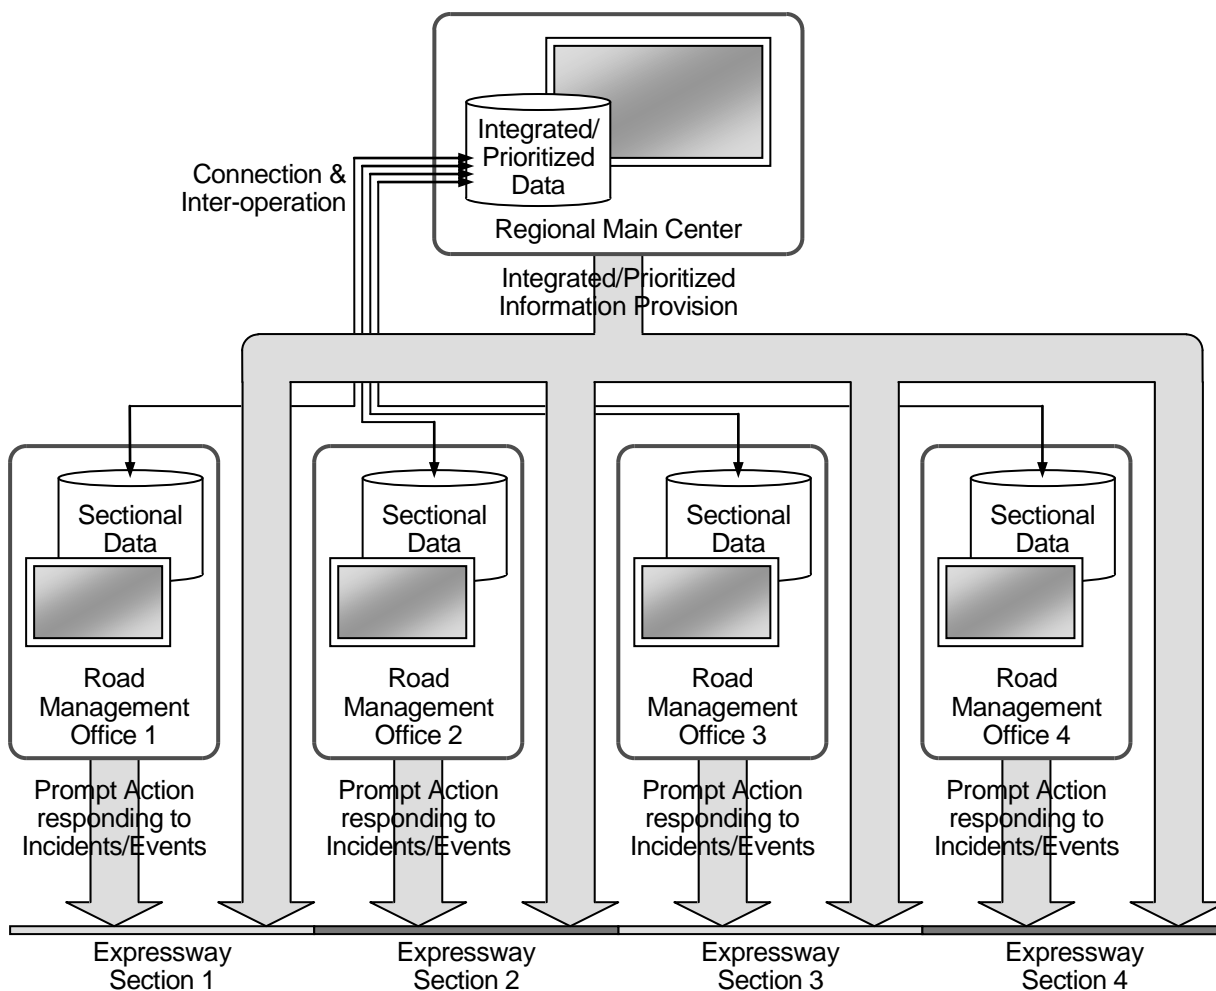 Integrated/
Prioritized
Data
Connection &
Inter-operation
Regional Main Center
Integrated/Prioritized
Information Provision
Sectional
Data
Road
Management
Office 1
Sectional
Data
Road
Management
Office 2
Sectional
Data
Road
Management
Office 3
Sectional
Data
Road
Management
Office 4
Prompt Action
responding to
Incidents/Events
Prompt Action
responding to
Incidents/Events
Prompt Action
responding to
Incidents/Events
Prompt Action
responding to
Incidents/Events
Expressway
Section 1
Expressway
Section 2
Expressway
Section 3
Expressway
Section 4